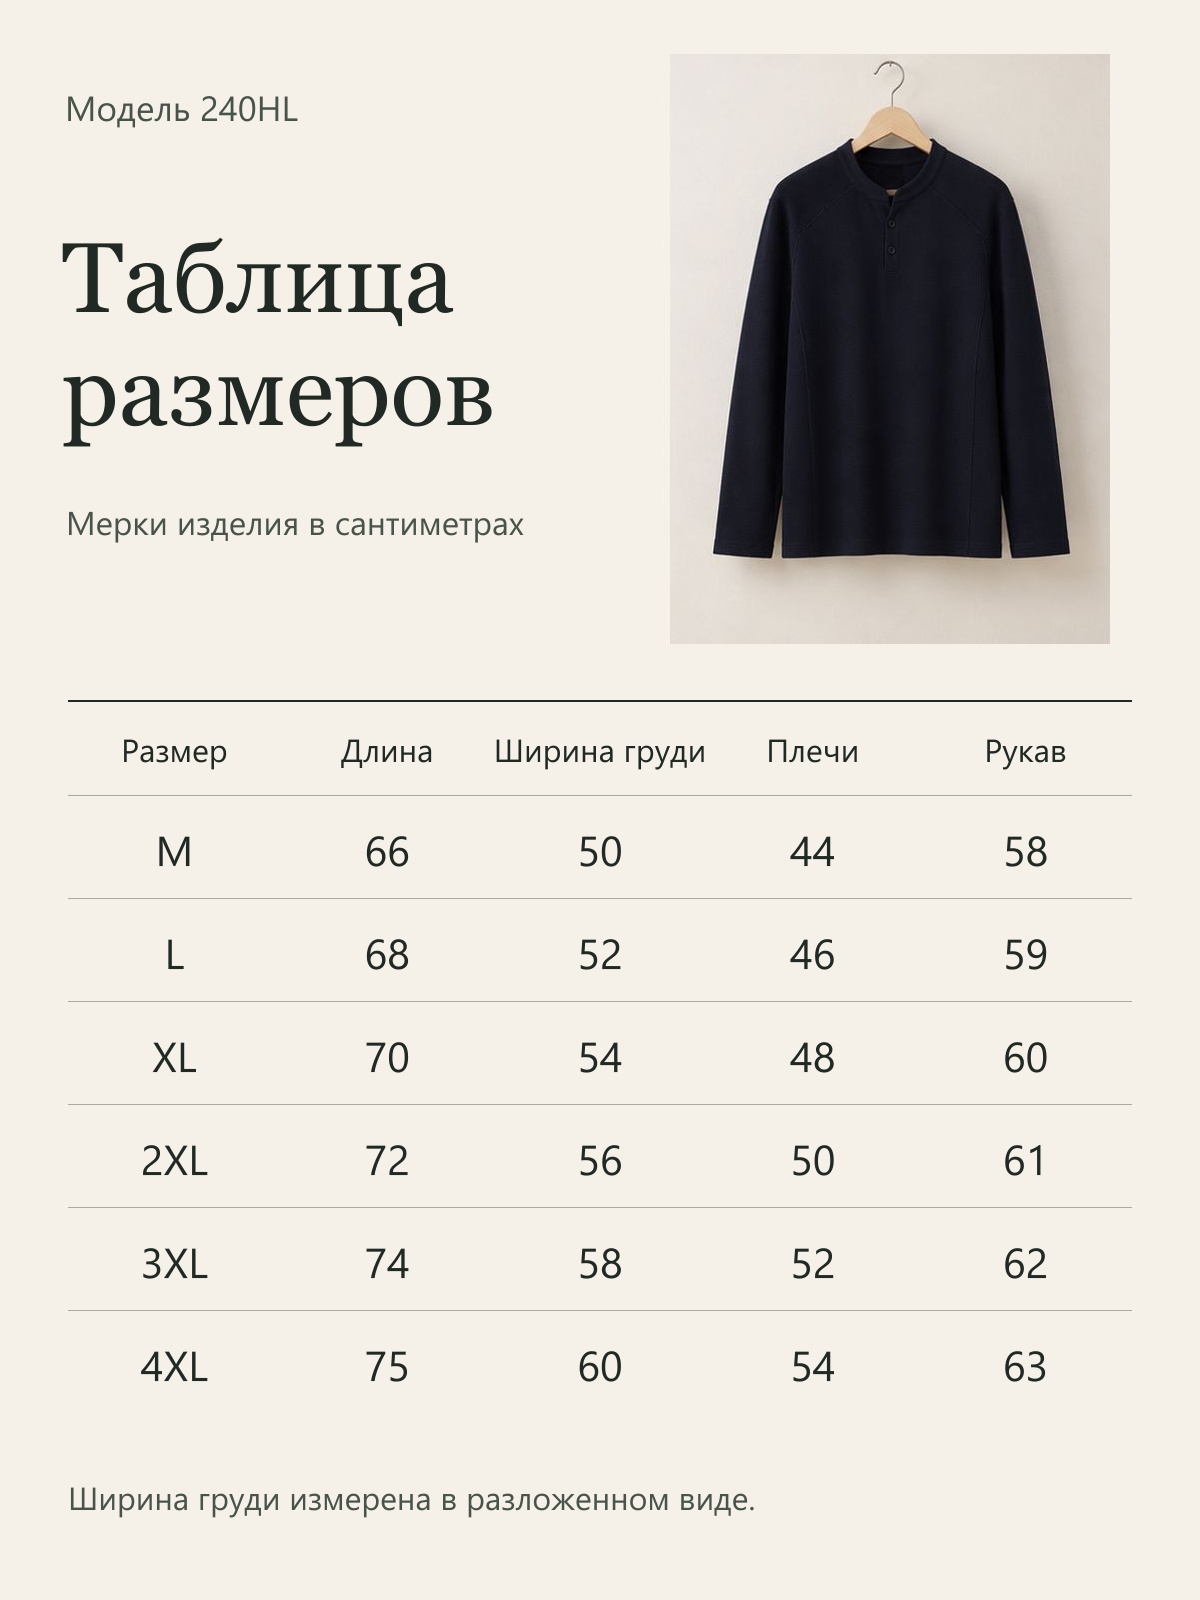 Модель 240HL
Таблица
размеров
Мерки изделия в сантиметрах
Размер Длина Ширина груди Плечи Рукав
M 66 50 44 58
L 68 52 46 59
XL 70 54 48 60
2XL 72 56 50 61
3XL 74 58 52 62
4XL 75 60 54 63
Ширина груди измерена в разложенном виде.